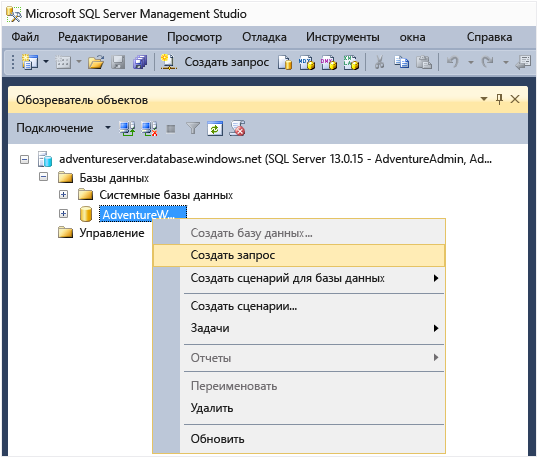 Microsoft SQL Server Management Studio
Файл Редактирование Просмотр Отладка Инструменты окна Справка
Создать запрос
Обозреватель объектов
Подключение
adventureserver.database.windows.net (SQL Server 13.0.15 - AdventureAdmin, Ad...
Базы данных
Системные базы данных
AdventureW...
Управление
Создать базу данных...
Создать запрос
Создать сценарий для базы данных
Создать сценарии...
Задачи
Отчеты
Переименовать
Удалить
Обновить